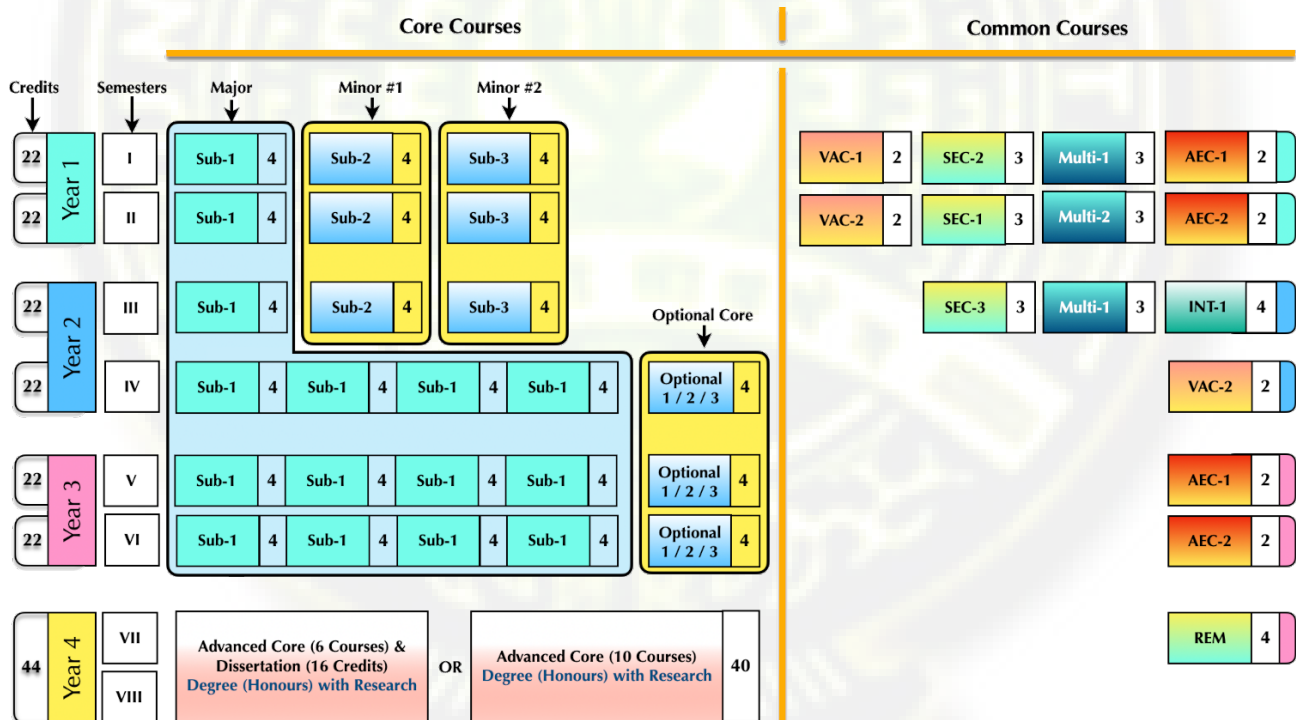 Core Courses
Common Courses
Credits
Semesters
Major
Minor #1
Minor #2
22
Year 1
I
Sub-1 4
Sub-2 4
Sub-3 4
VAC-1 2
SEC-2 3
Multi-1 3
AEC-1 2
22
II
Sub-1 4
Sub-2 4
Sub-3 4
VAC-2 2
SEC-1 3
Multi-2 3
AEC-2 2
22
Year 2
III
Sub-1 4
Sub-2 4
Sub-3 4
SEC-3 3
Multi-1 3
INT-1 4
Optional Core
22
IV
Sub-1 4
Sub-1 4
Sub-1 4
Sub-1 4
Optional
1 / 2 / 3
4
VAC-2 2
22
Year 3
V
Sub-1 4
Sub-1 4
Sub-1 4
Sub-1 4
Optional
1 / 2 / 3
4
AEC-1 2
22
VI
Sub-1 4
Sub-1 4
Sub-1 4
Sub-1 4
Optional
1 / 2 / 3
4
AEC-2 2
44
Year 4
VII
VIII
Advanced Core (6 Courses) &
Dissertation (16 Credits)
Degree (Honours) with Research
OR
Advanced Core (10 Courses)
Degree (Honours) with Research
40
REM 4